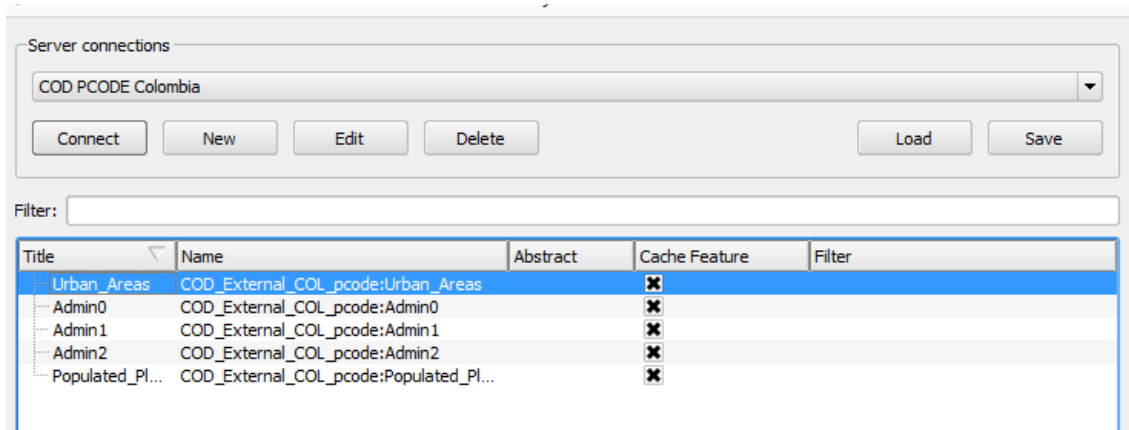 Server connections
COD PCODE Colombia
Connect New Edit Delete Load Save
Filter:
Title Name Abstract Cache Feature Filter
Urban_Areas COD_External_COL_pcode:Urban_Areas
Admin0 COD_External_COL_pcode:Admin0
Admin1 COD_External_COL_pcode:Admin1
Admin2 COD_External_COL_pcode:Admin2
Populated_Pl... COD_External_COL_pcode:Populated_Pl...